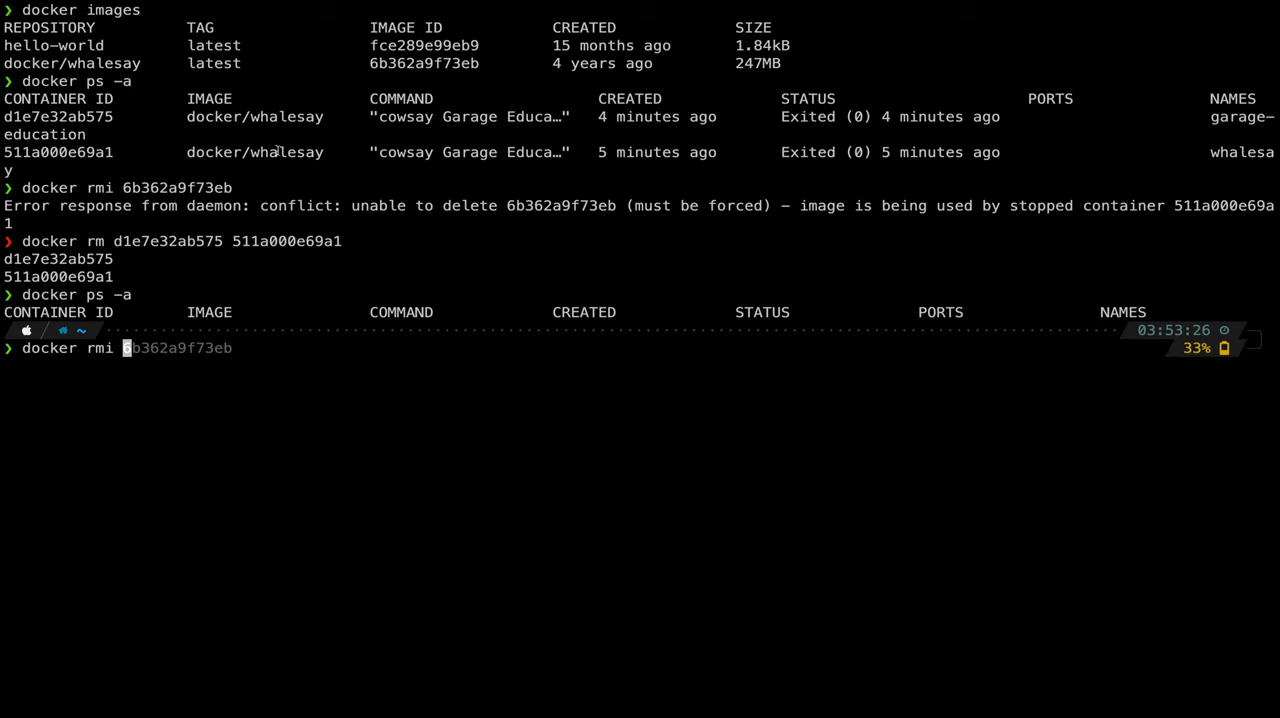 ❯ docker images
REPOSITORY TAG IMAGE ID CREATED SIZE
hello-world latest fce289e99eb9 15 months ago 1.84kB
docker/whalesay latest 6b362a9f73eb 4 years ago 247MB
❯ docker ps -a
CONTAINER ID IMAGE COMMAND CREATED STATUS PORTS NAMES
d1e7e32ab575 docker/whalesay "cowsay Garage Educa…" 4 minutes ago Exited (0) 4 minutes ago garage-
education
511a000e69a1 docker/whalesay "cowsay Garage Educa…" 5 minutes ago Exited (0) 5 minutes ago whalesa
y
❯ docker rmi 6b362a9f73eb
Error response from daemon: conflict: unable to delete 6b362a9f73eb (must be forced) - image is being used by stopped container 511a000e69a
1
❯ docker rm d1e7e32ab575 511a000e69a1
d1e7e32ab575
511a000e69a1
❯ docker ps -a
CONTAINER ID IMAGE COMMAND CREATED STATUS PORTS NAMES
~ 03:53:26
❯ docker rmi 6b362a9f73eb 33%